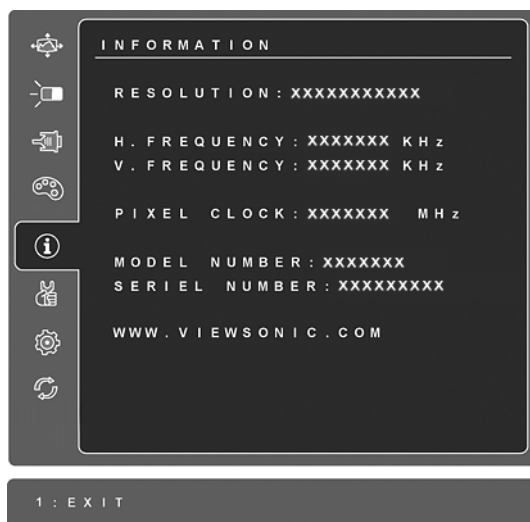 INFORMATION
RESOLUTION: XXXXXXXXXXX
H. FREQUENCY: XXXXXXX KHz
V. FREQUENCY: XXXXXXX KHz
PIXEL CLOCK: XXXXXXX MHz
MODEL NUMBER: XXXXXXX
SERIEL NUMBER: XXXXXXXXX
WWW.VIEWSONIC.COM
1:EXIT